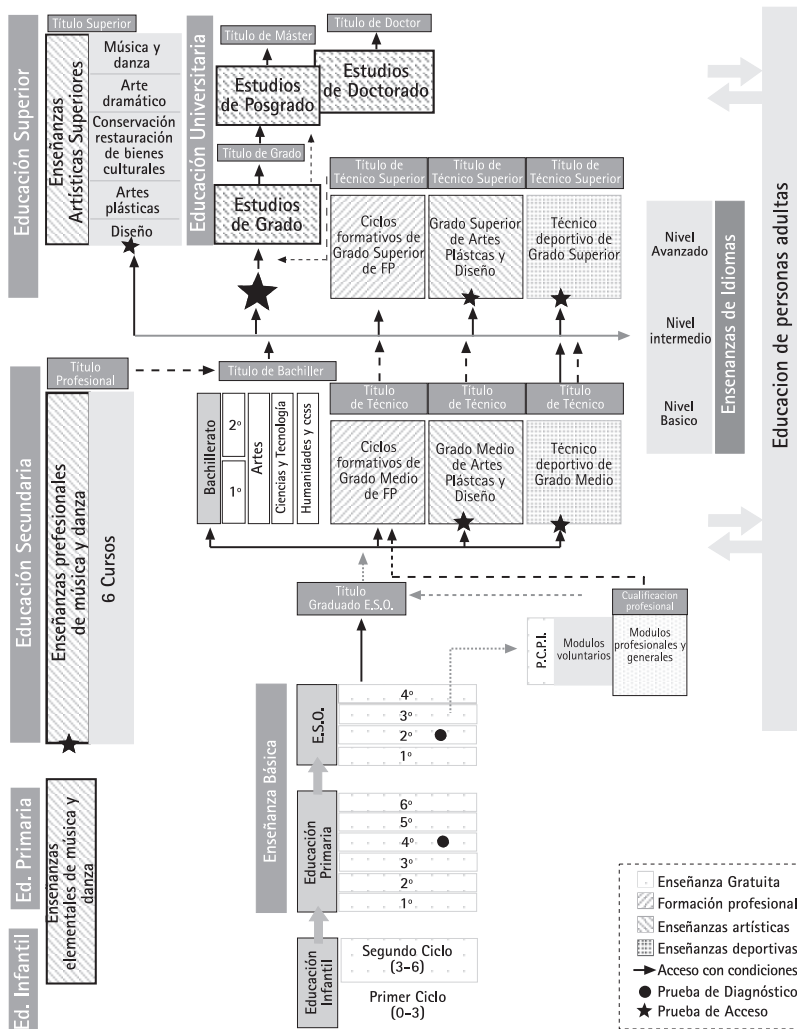 Educación Superior
Título Superior
Enseñanzas
Artísticas Superiores
Música y
danza
Arte
dramático
Conservación
restauración
de bienes
culturales
Artes
plásticas
Diseño
Educación Universitaria
Título de Máster
Título de Doctor
Estudios
de Posgrado
Estudios
de Doctorado
Título de Grado
Estudios
de Grado
Título de
Técnico Superior
Título de
Técnico Superior
Título de
Técnico Superior
Ciclos
formativos de
Grado Superior
de FP
Grado Superior
de Artes
Plástcas y
Diseño
Técnico
deportivo de
Grado Superior
Nivel
Avanzado
Nivel
intermedio
Nivel
Basico
Ensenanzas de Idiomas
Educacion de personas adultas
Educación Secundaria
Título
Profesional
Enseñanzas prefesionales
de música y danza
6 Cursos
Título de Bachiller
Bachillerato
2º
1º
Artes
Ciencias y Tecnología
Humanidades y ccss
Título
de Técnico
Título
de Técnico
Título
de Técnico
Ciclos
formativos de
Grado Medio
de FP
Grado Medio
de Artes
Plástcas y
Diseño
Técnico
deportivo de
Grado Medio
Título
Graduado E.S.O.
Cualificacion
profesional
P.C.P.I.
Modulos
voluntarios
Modulos
profesionales y
generales
Enseñanza Básica
E.S.O.
4º
3º
2º
1º
Educación
Primaria
6º
5º
4º
3º
2º
1º
Educación
Infantil
Segundo Ciclo
(3-6)
Primer Ciclo
(0-3)
Ed. Primaria
Ed. Infantil
Enseñanzas
elementales de música y
danza
Enseñanza Gratuita
Formación profesional
Enseñanzas artísticas
Enseñanzas deportivas
Acceso con condiciones
Prueba de Diagnóstico
Prueba de Acceso